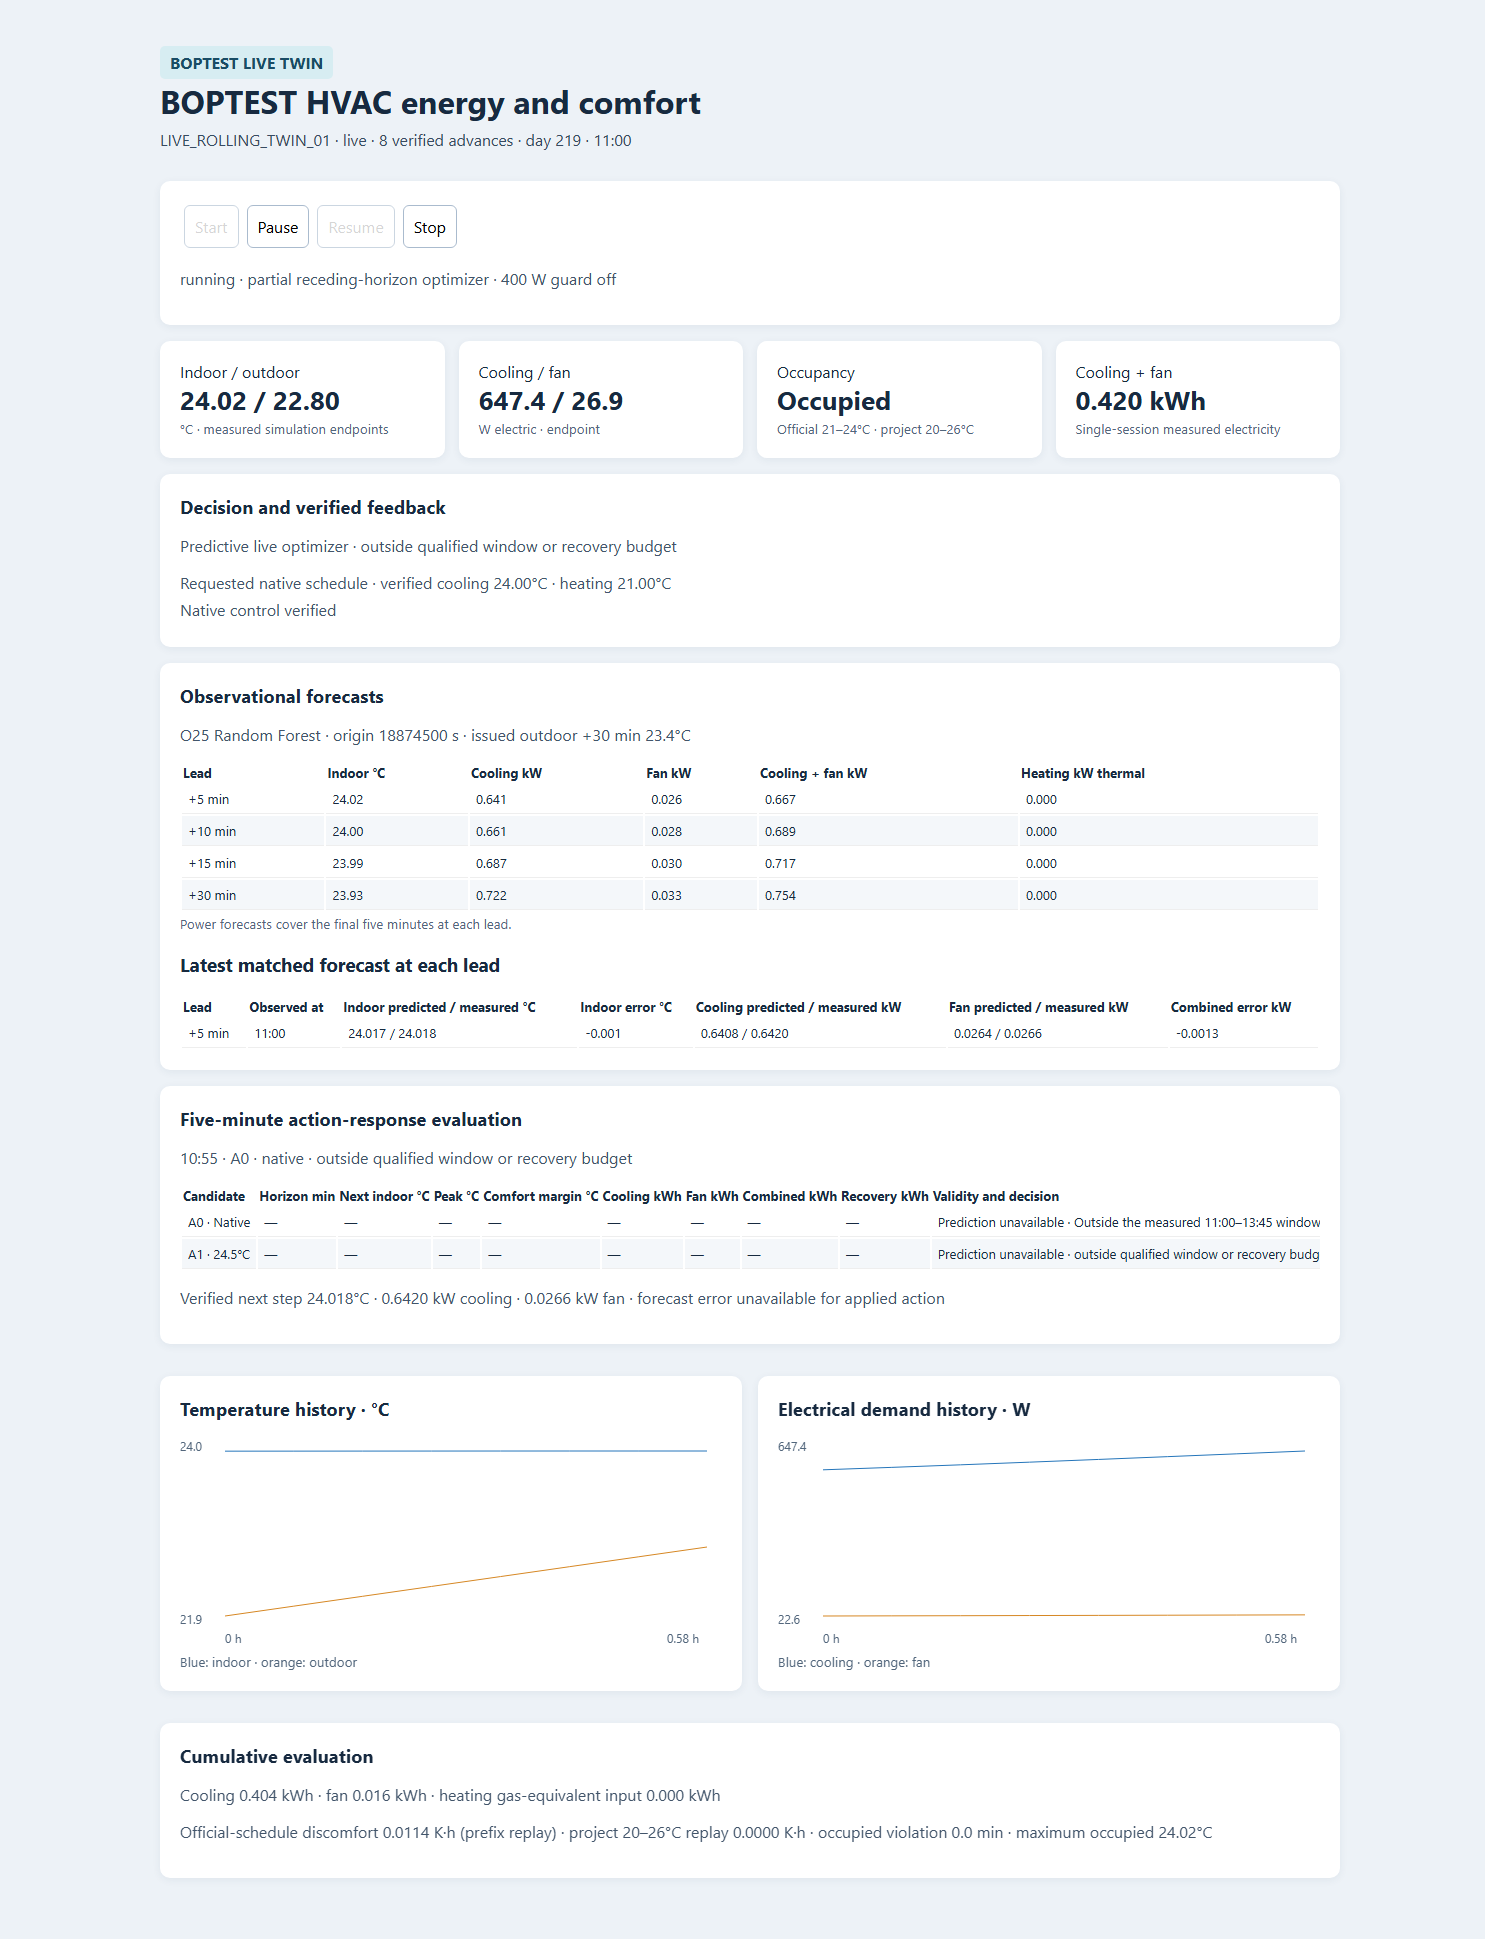 BOPTEST LIVE TWIN
BOPTEST HVAC energy and comfort
LIVE_ROLLING_TWIN_01 · live · 8 verified advances · day 219 · 11:00
Start Pause Resume Stop
running · partial receding-horizon optimizer · 400 W guard off
Indoor / outdoor
24.02 / 22.80
°C · measured simulation endpoints
Cooling / fan
647.4 / 26.9
W electric · endpoint
Occupancy
Occupied
Official 21–24°C · project 20–26°C
Cooling + fan
0.420 kWh
Single-session measured electricity
Decision and verified feedback
Predictive live optimizer · outside qualified window or recovery budget
Requested native schedule · verified cooling 24.00°C · heating 21.00°C
Native control verified
Observational forecasts
O25 Random Forest · origin 18874500 s · issued outdoor +30 min 23.4°C
Lead Indoor °C Cooling kW Fan kW Cooling + fan kW Heating kW thermal
+5 min 24.02 0.641 0.026 0.667 0.000
+10 min 24.00 0.661 0.028 0.689 0.000
+15 min 23.99 0.687 0.030 0.717 0.000
+30 min 23.93 0.722 0.033 0.754 0.000
Power forecasts cover the final five minutes at each lead.
Latest matched forecast at each lead
Lead Observed at Indoor predicted / measured °C Indoor error °C Cooling predicted / measured kW Fan predicted / measured kW Combined error kW
+5 min 11:00 24.017 / 24.018 -0.001 0.6408 / 0.6420 0.0264 / 0.0266 -0.0013
Five-minute action-response evaluation
10:55 · A0 · native · outside qualified window or recovery budget
Candidate Horizon min Next indoor °C Peak °C Comfort margin °C Cooling kWh Fan kWh Combined kWh Recovery kWh Validity and decision
A0 · Native — — — — — — — — Prediction unavailable · Outside the measured 11:00–13:45 window
A1 · 24.5°C — — — — — — — — Prediction unavailable · outside qualified window or recovery budg
Verified next step 24.018°C · 0.6420 kW cooling · 0.0266 kW fan · forecast error unavailable for applied action
Temperature history · °C
24.0
21.9
0 h 0.58 h
Blue: indoor · orange: outdoor
Electrical demand history · W
647.4
22.6
0 h 0.58 h
Blue: cooling · orange: fan
Cumulative evaluation
Cooling 0.404 kWh · fan 0.016 kWh · heating gas-equivalent input 0.000 kWh
Official-schedule discomfort 0.0114 K·h (prefix replay) · project 20–26°C replay 0.0000 K·h · occupied violation 0.0 min · maximum occupied 24.02°C